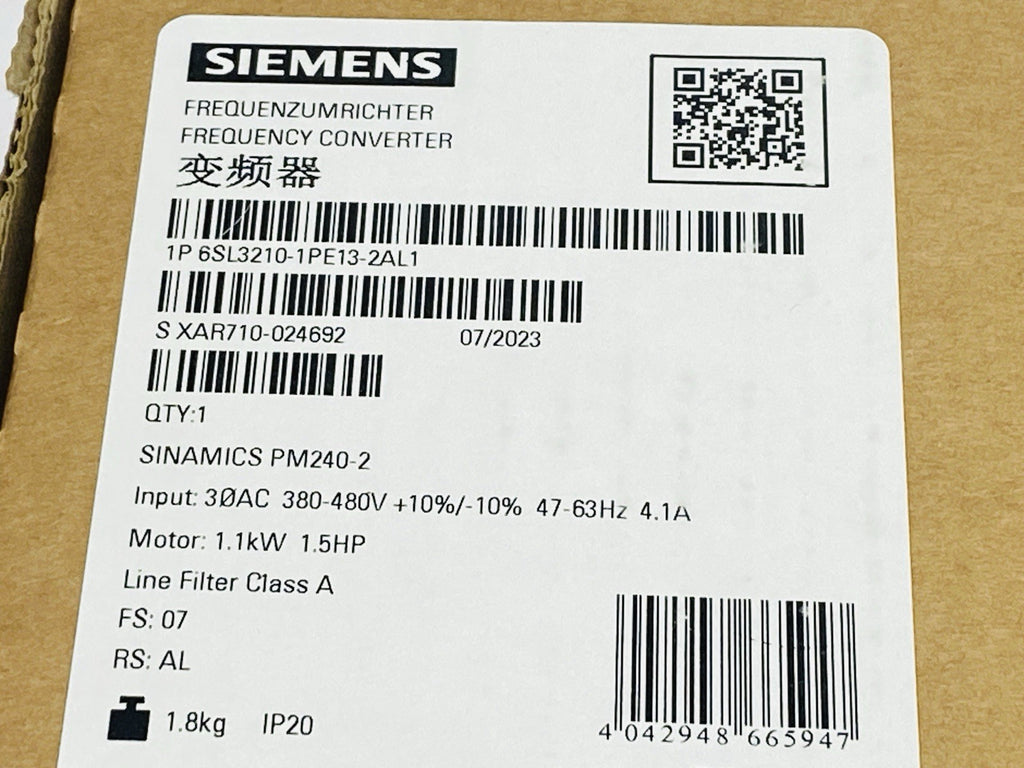 SIEMENS
FREQUENZUMRICHTER
FREQUENCY CONVERTER
变频器
1P 6SL3210-1PE13-2AL1
S XAR710-024692 07/2023
QTY:1
SINAMICS PM240-2
Input: 3ØAC 380-480V +10%/-10% 47-63Hz 4.1A
Motor: 1.1kW 1.5HP
Line Filter Class A
FS: 07
RS: AL
1.8kg IP20
4 042948 665947